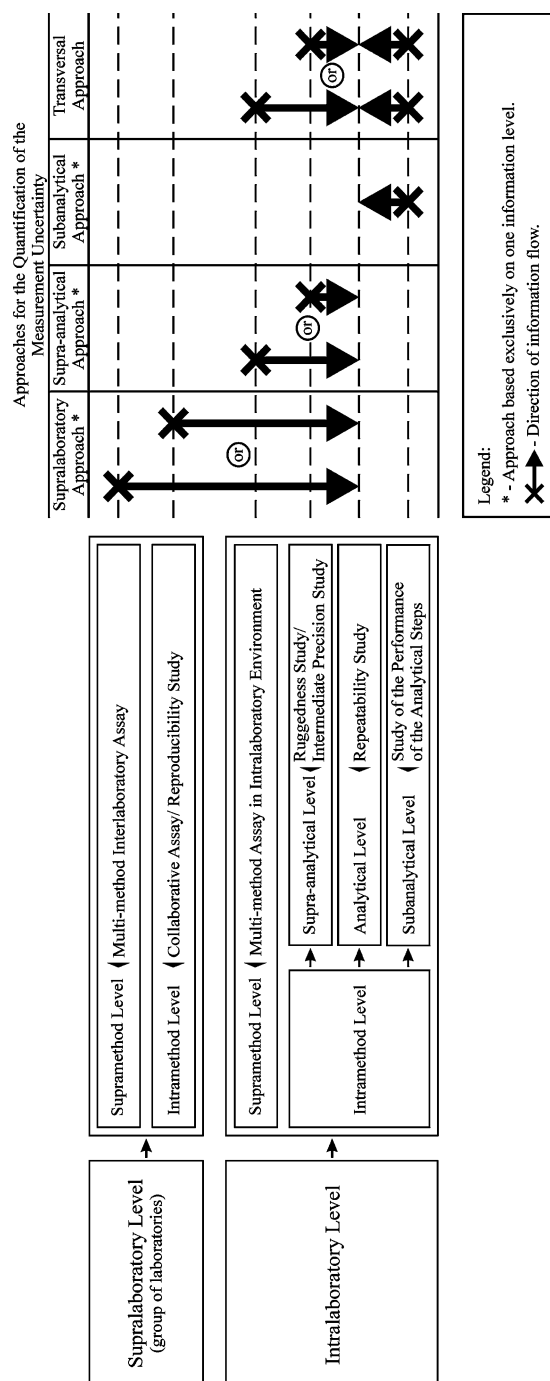 Approaches for the Quantification of the
Measurement Uncertainty
Supralaboratory
Approach *
Supra-analytical
Approach *
Subanalytical
Approach *
Transversal
Approach
Supralaboratory Level
(group of laboratories)
Supramethod Level
Multi-method Interlaboratory Assay
Intramethod Level
Collaborative Assay/ Reproducibility Study
or
or
or
Intralaboratory Level
Supramethod Level
Multi-method Assay in Intralaboratory Environment
Intramethod Level
Supra-analytical Level
Ruggedness Study/
Intermediate Precision Study
Analytical Level
Repeatability Study
Subanalytical Level
Study of the Performance
of the Analytical Steps
Legend:
* - Approach based exclusively on one information level.
- Direction of information flow.